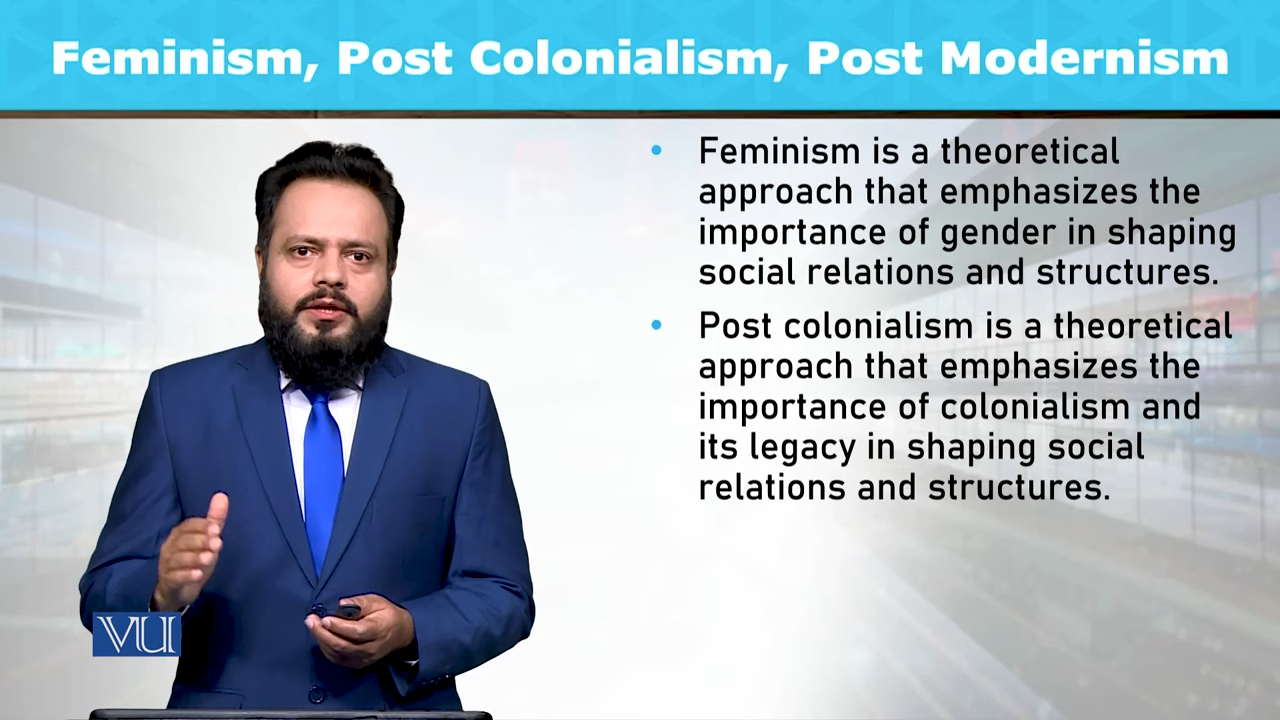 Feminism, Post Colonialism, Post Modernism
• Feminism is a theoretical
approach that emphasizes the
importance of gender in shaping
social relations and structures.
• Post colonialism is a theoretical
approach that emphasizes the
importance of colonialism and
its legacy in shaping social
relations and structures.
VU